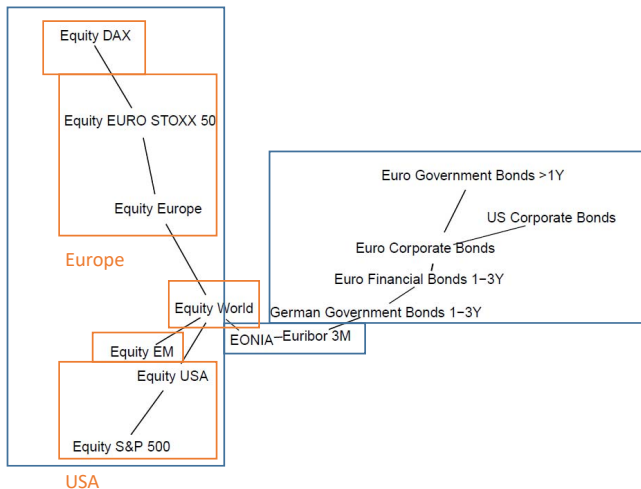 Equity DAX
Equity EURO STOXX 50
Euro Government Bonds >1Y
Equity Europe
US Corporate Bonds
Euro Corporate Bonds
Europe
Euro Financial Bonds 1−3Y
Equity World
German Government Bonds 1−3Y
EONIA
Euribor 3M
Equity EM
Equity USA
Equity S&P 500
USA